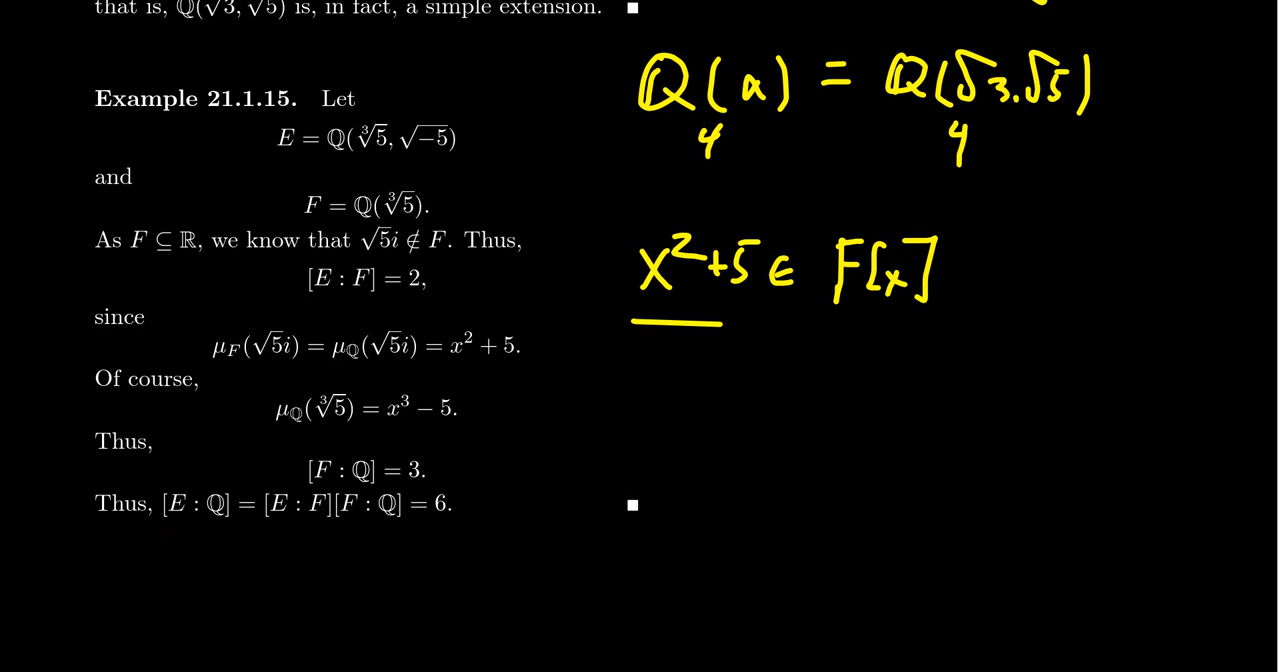 that is, ℚ(√3, √5) is, in fact, a simple extension. ■
Example 21.1.15. Let
E = ℚ(∛5, √−5)
and
F = ℚ(∛5).
As F ⊆ ℝ, we know that √5i ∉ F. Thus,
[E : F] = 2,
since
μ_F(√5i) = μ_ℚ(√5i) = x² + 5.
Of course,
μ_ℚ(∛5) = x³ − 5.
Thus,
[F : ℚ] = 3.
Thus, [E : ℚ] = [E : F][F : ℚ] = 6. ■
ℚ(α) = ℚ(√3.√5)
4 4
x²+5 ∈ F[x]